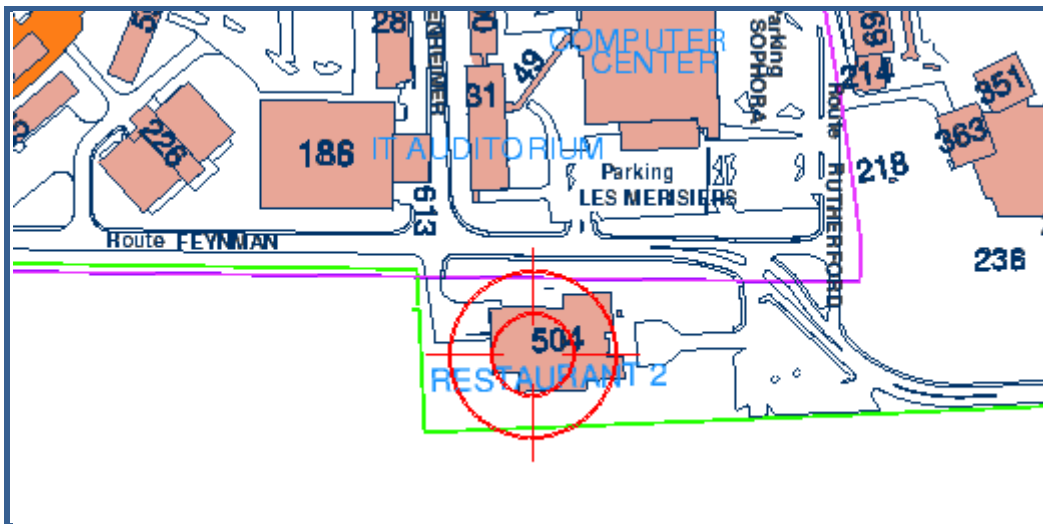 28
COMPUTER
CENTER
49
Parking
SOPHORA
69
214
351
226
186
31
IT AUDITORIUM
363
218
Parking
LES MERISIERS
Route RUTHERFORD
613
Route FEYNMAN
236
504
RESTAURANT 2